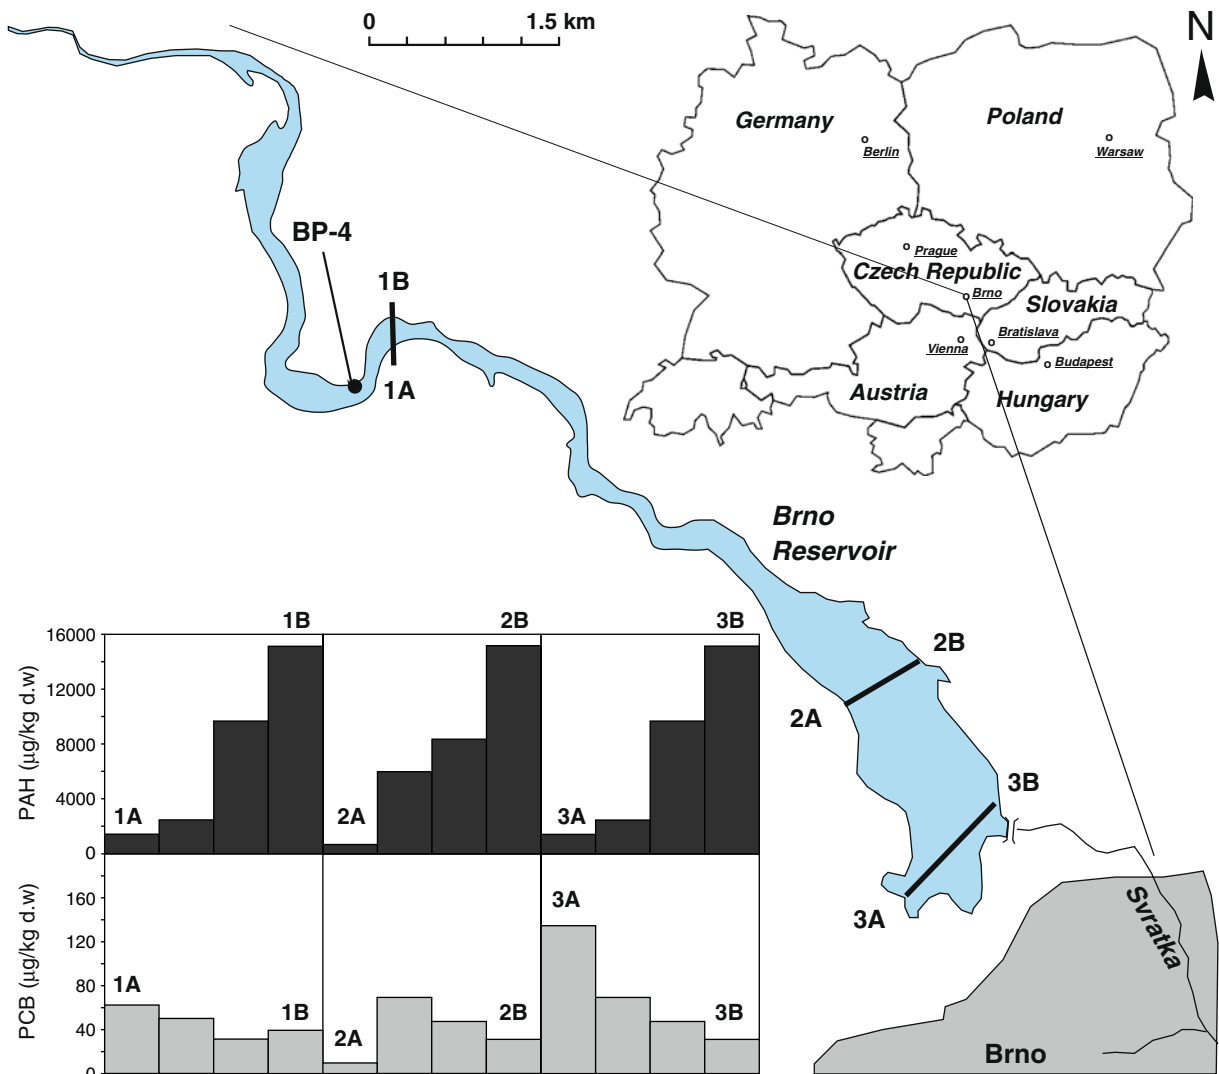 0 1.5 km
N
Germany
Poland
Berlin
Warsaw
BP-4
Prague
Czech Republic
1B
Brno
Slovakia
Bratislava
Vienna
Budapest
1A
Austria
Hungary
Brno
Reservoir
2B
2A
3B
3A
Svratka
Brno
1B 2B 3B
16000
12000
8000
4000
0
PAH (µg/kg d.w)
1A 2A 3A
160
120
80
40
0
PCB (µg/kg d.w)
3A
1A
1B 2B 3B
2A